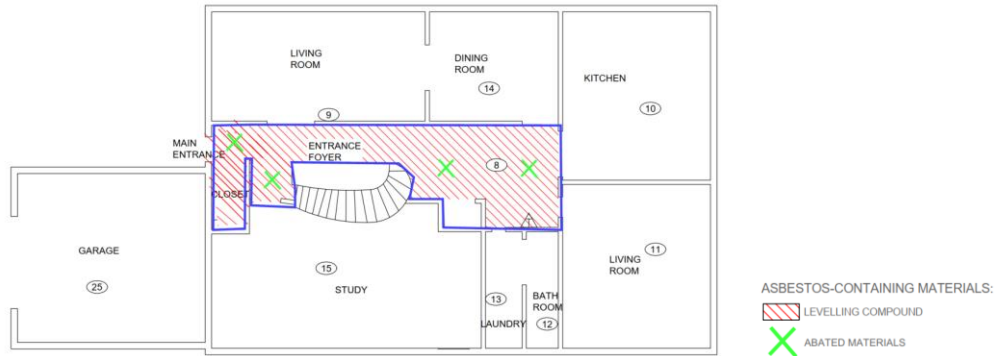 LIVING
ROOM
9
DINING
ROOM
14
KITCHEN
10
MAIN
ENTRANCE
ENTRANCE
FOYER
8
CLOSET
GARAGE
25
15
STUDY
13
LAUNDRY
BATH
ROOM
12
11
LIVING
ROOM
ASBESTOS-CONTAINING MATERIALS:
LEVELLING COMPOUND
ABATED MATERIALS